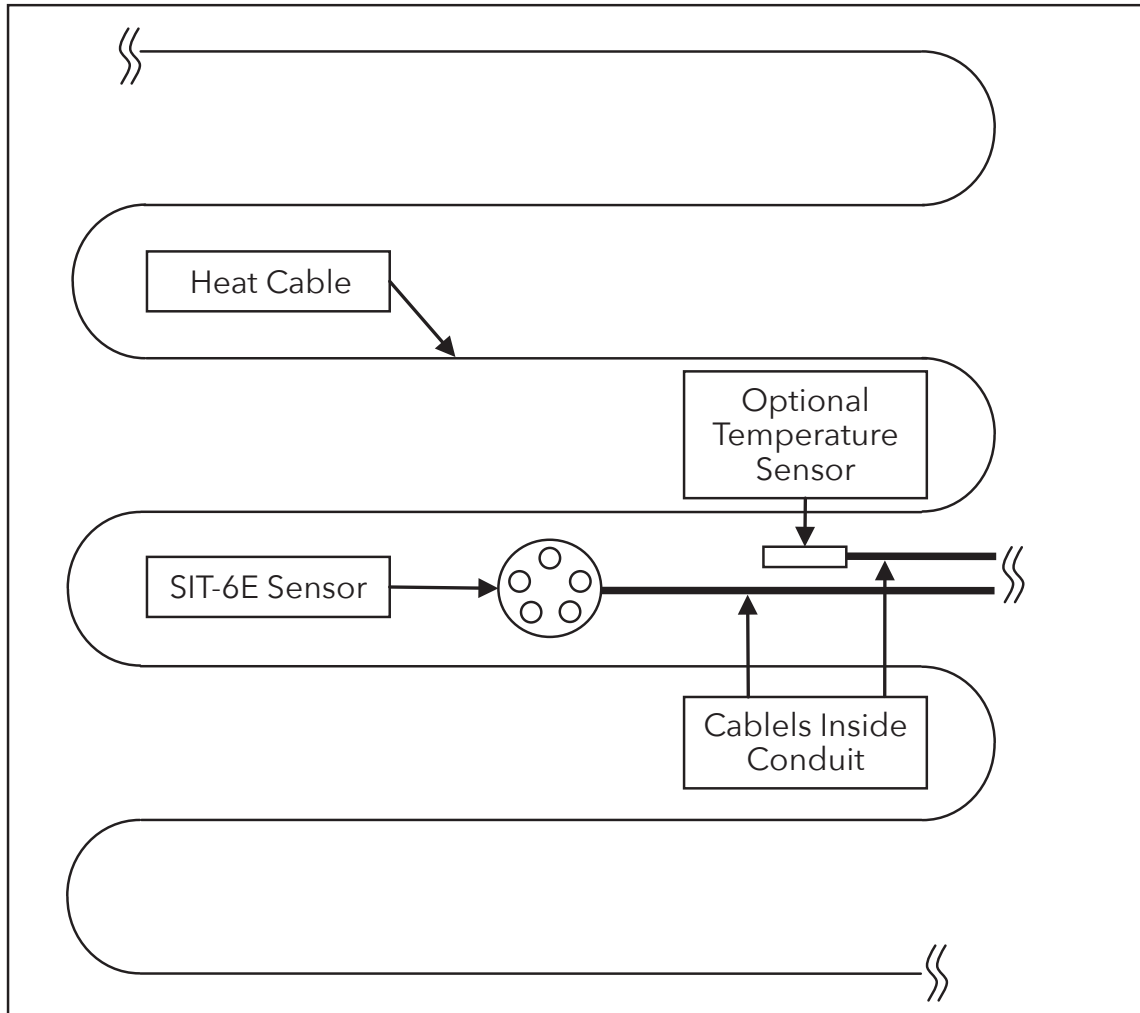 Heat Cable
Optional
Temperature
Sensor
SIT-6E Sensor
Cablels Inside
Conduit